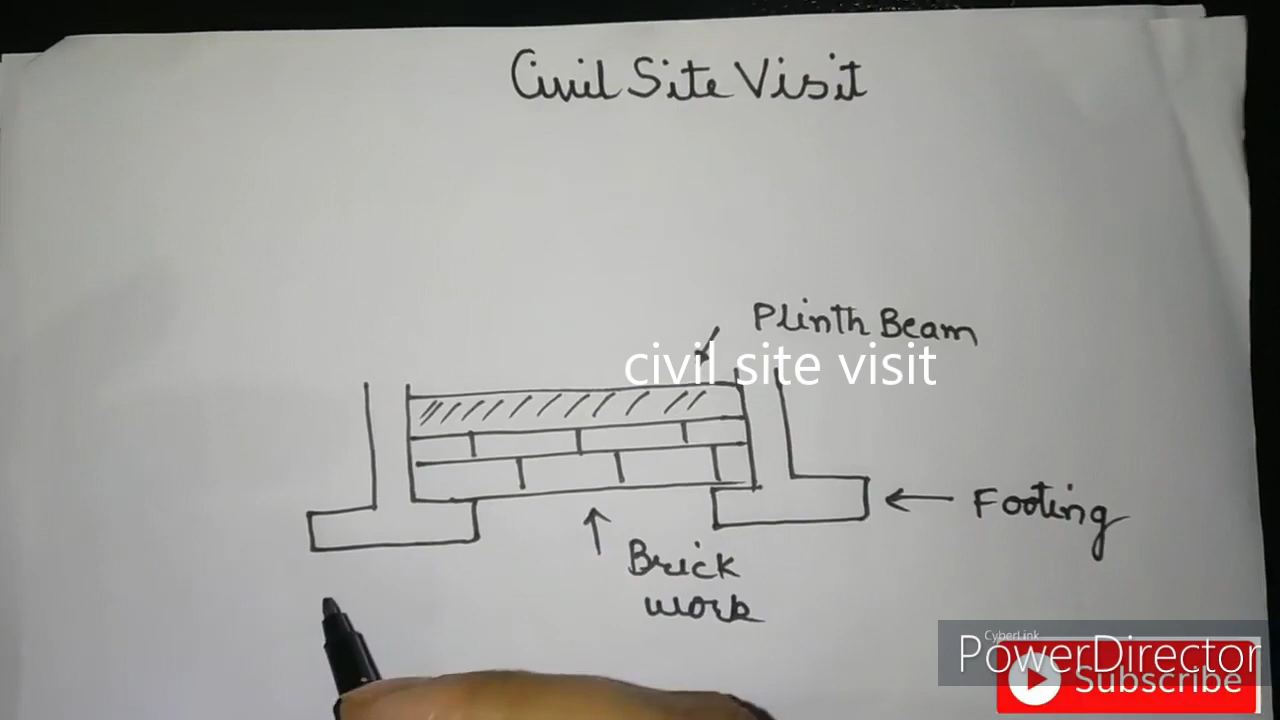 Civil Site Visit
Plinth Beam
civil site visit
Footing
Brick
work
CyberLink
PowerDirector
Subscribe